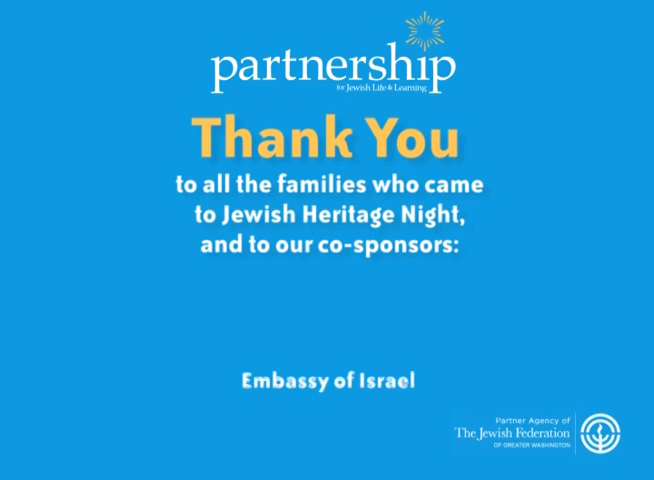 partnership
for Jewish Life & Learning
Thank You
to all the families who came
to Jewish Heritage Night,
and to our co-sponsors:
Embassy of Israel
Partner Agency of
The Jewish Federation
OF GREATER WASHINGTON